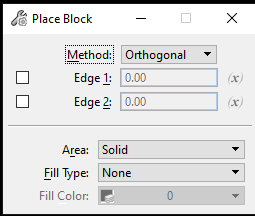 Place Block
Method: Orthogonal
Edge 1: 0.00 (x)
Edge 2: 0.00 (x)
Area: Solid
Fill Type: None
Fill Color: 0